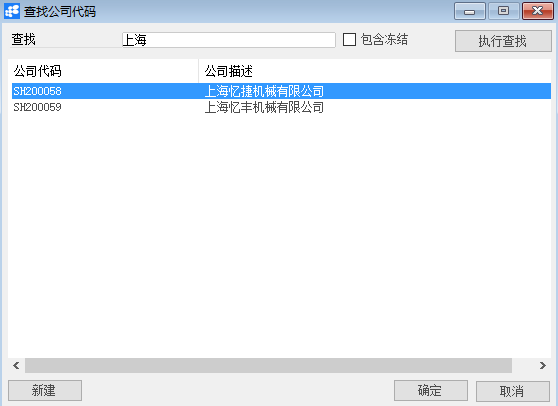 查找公司代码
查找 上海 包含冻结 执行查找
公司代码 公司描述
SH200058 上海忆捷机械有限公司
SH200059 上海忆丰机械有限公司
新建 确定 取消